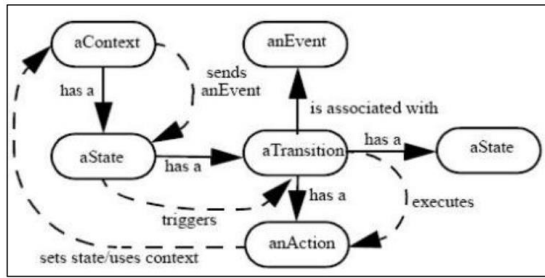 aContext
anEvent
sends
anEvent
has a
is associated with
aState
has a
aTransition
has a
aState
has a
executes
triggers
anAction
sets state/uses context